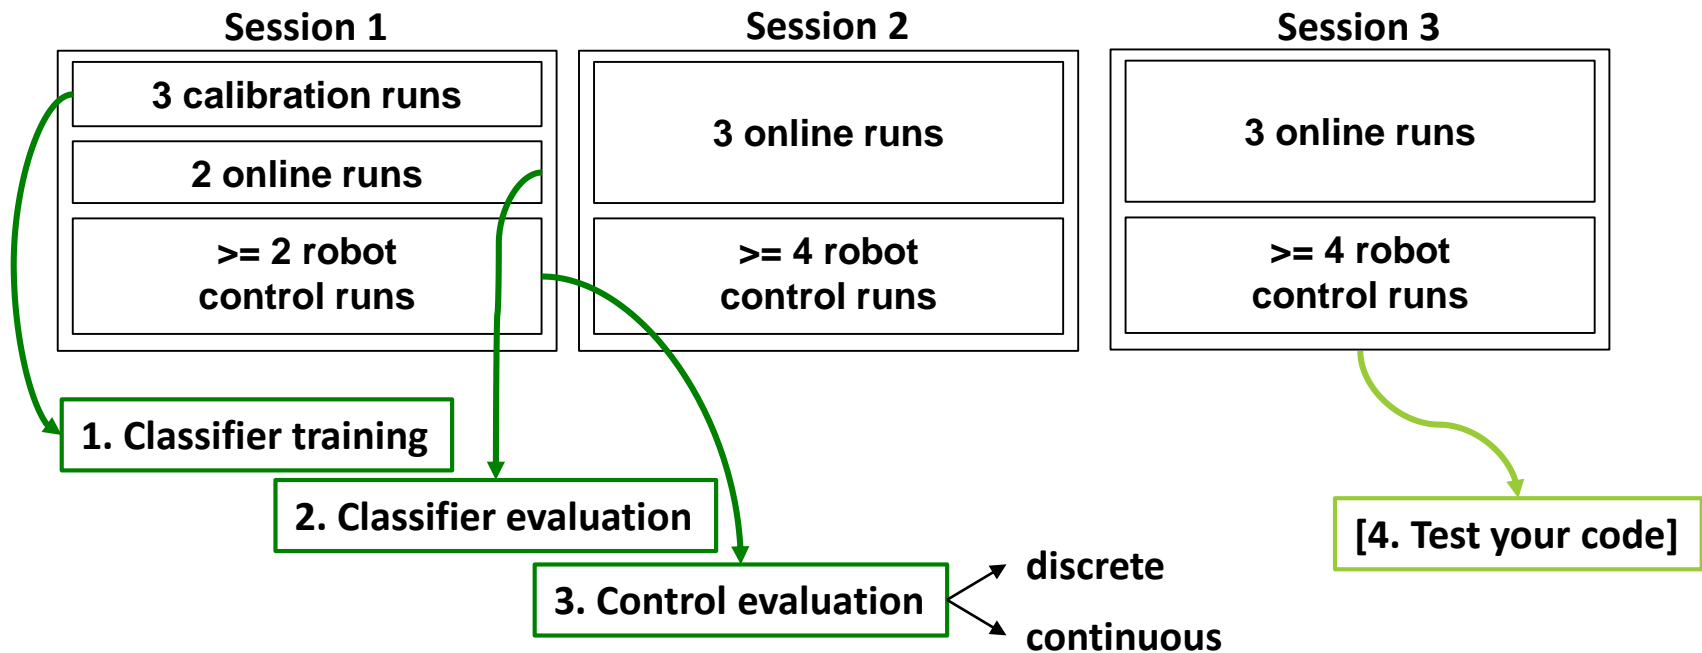 Session 1
3 calibration runs
2 online runs
>= 2 robot
control runs
Session 2
3 online runs
>= 4 robot
control runs
Session 3
3 online runs
>= 4 robot
control runs
1. Classifier training
2. Classifier evaluation
3. Control evaluation
discrete
continuous
[4. Test your code]